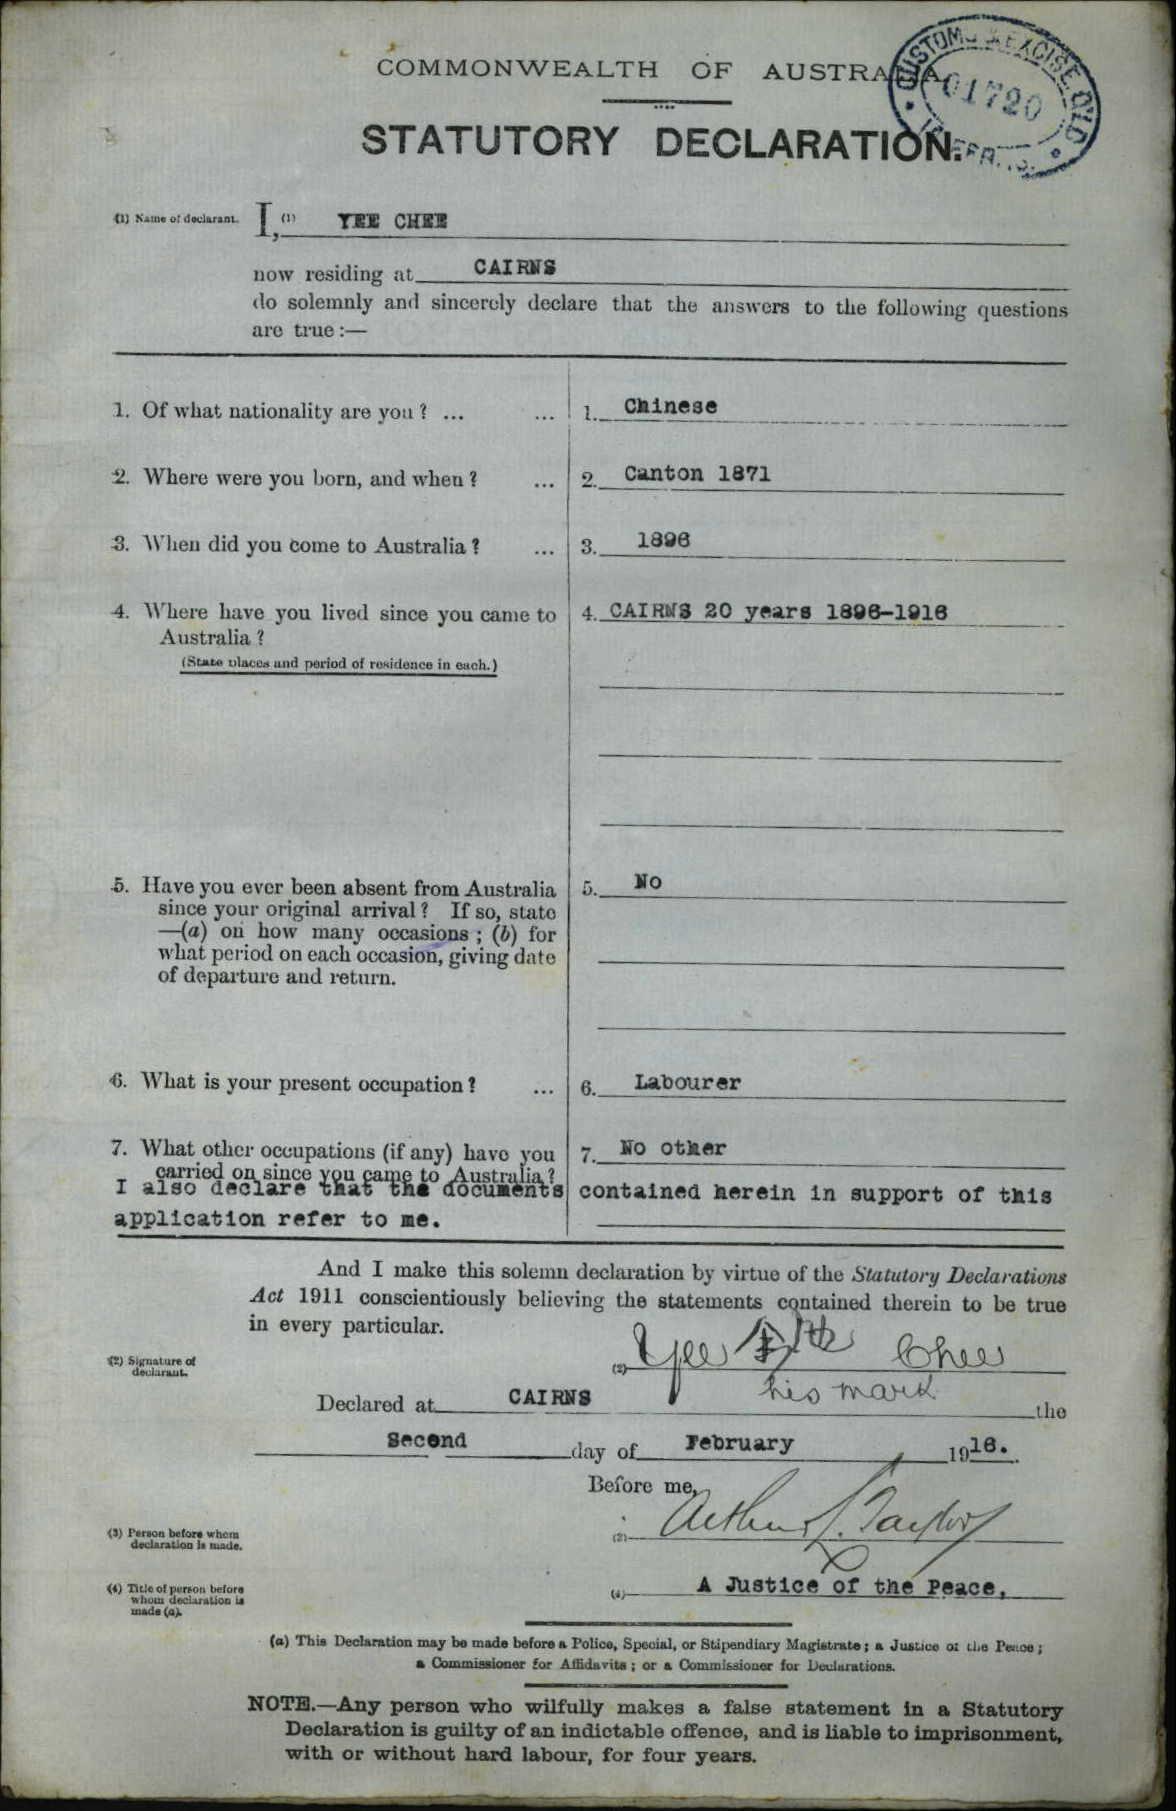 COMMONWEALTH OF AUSTRALIA
CUSTOMS & EXCISE Q'LD
01720
STATUTORY DECLARATION.
(1) Name of declarant. I, (1) YEE CHEE
now residing at CAIRNS
do solemnly and sincerely declare that the answers to the following questions
are true:—
1. Of what nationality are you? ... ... 1. Chinese
2. Where were you born, and when? ... 2. Canton 1871
3. When did you come to Australia? ... 3. 1896
4. Where have you lived since you came to 4. CAIRNS 20 years 1896-1916
Australia?
(State places and period of residence in each.)
5. Have you ever been absent from Australia 5. No
since your original arrival? If so, state
—(a) on how many occasions; (b) for
what period on each occasion, giving date
of departure and return.
6. What is your present occupation? ... 6. Labourer
7. What other occupations (if any) have you 7. No other
carried on since you came to Australia?
I also declare that the documents contained herein in support of this
application refer to me.
And I make this solemn declaration by virtue of the Statutory Declarations
Act 1911 conscientiously believing the statements contained therein to be true
in every particular.
(2) Signature of
declarant.
(2) Yee Chee
his mark
Declared at CAIRNS the
Second day of February 1916.
Before me,
(3) Person before whom
declaration is made.
(3) Arthur L. Taylor
(4) Title of person before
whom declaration is
made (a).
(4) A Justice of the Peace,
(a) This Declaration may be made before a Police, Special, or Stipendiary Magistrate; a Justice of the Peace;
a Commissioner for Affidavits; or a Commissioner for Declarations.
NOTE.—Any person who wilfully makes a false statement in a Statutory
Declaration is guilty of an indictable offence, and is liable to imprisonment,
with or without hard labour, for four years.